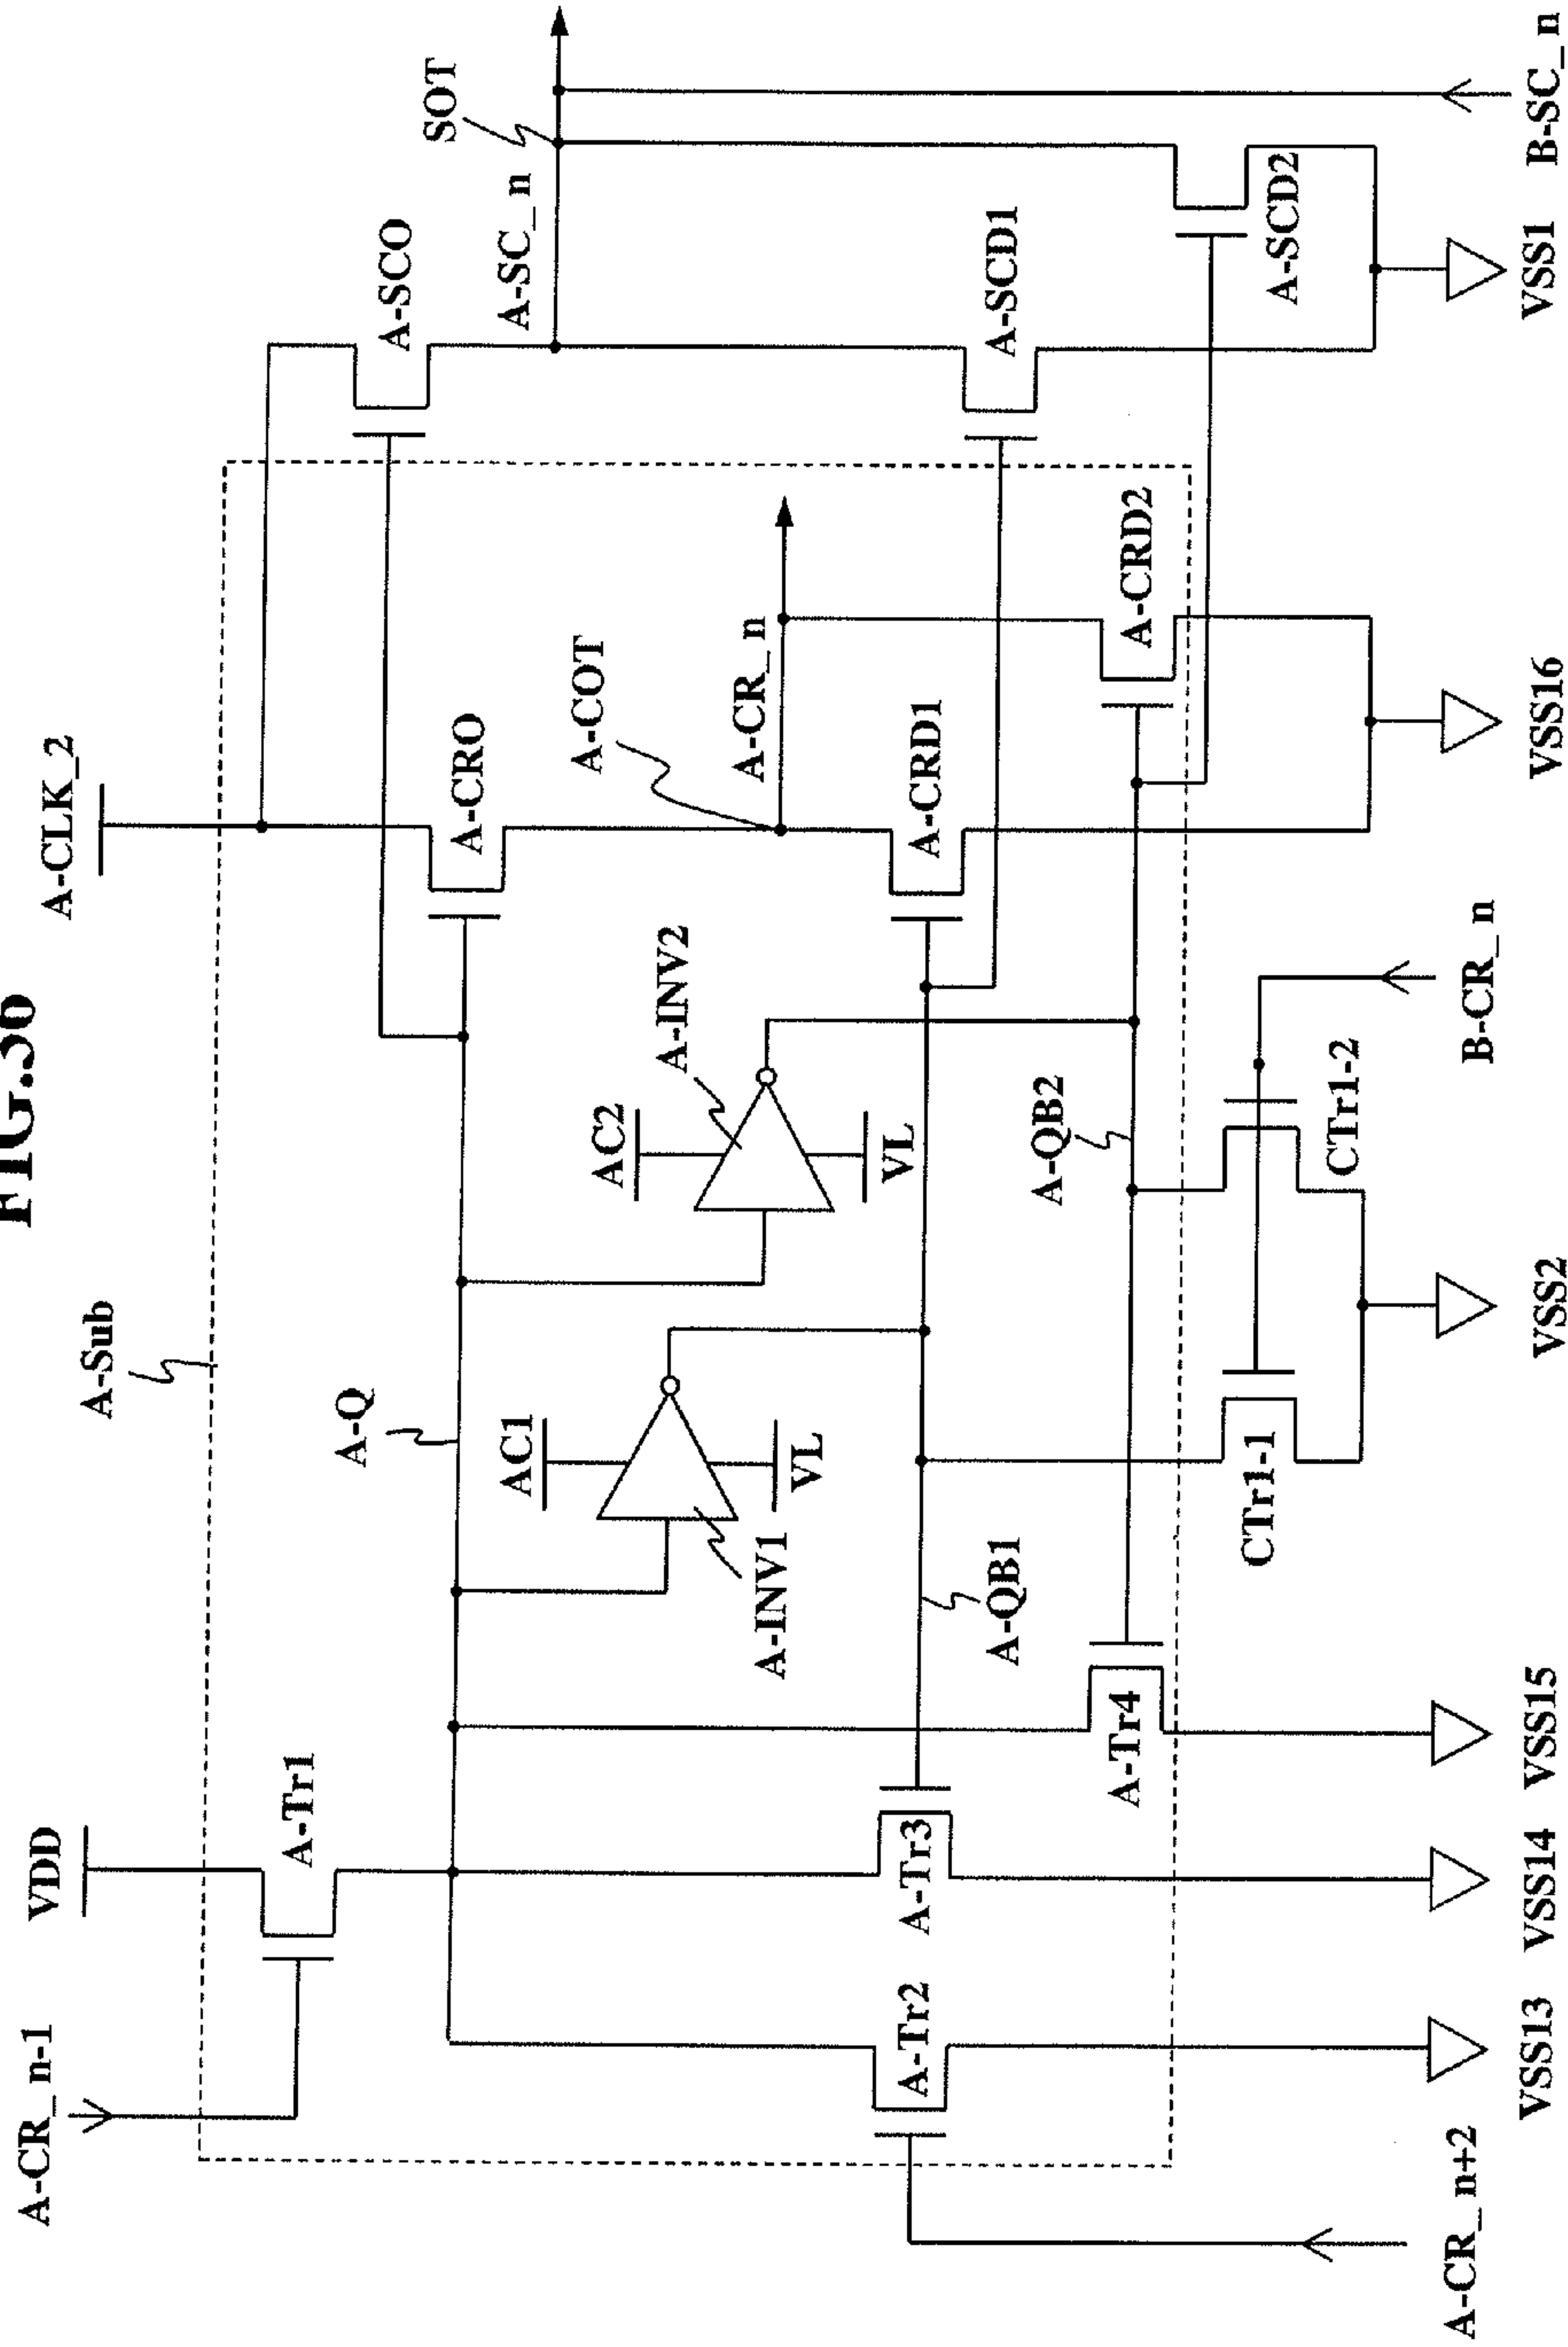 FIG.36
A-CR_n-1
VDD
A-Sub
A-CLK_2
A-Tr1
A-Q
A-SCO
SOT
A-CRO
A-SC_n
AC1
AC2
A-INV2
A-COT
VL
A-INV1
VL
A-CR_n
A-Tr2
A-Tr3
A-QB1
A-CRD1
A-SCD1
A-Tr4
A-QB2
A-CRD2
A-SCD2
CTr1-1
CTr1-2
A-CR_n+2
VSS13
VSS14
VSS15
VSS2
B-CR_n
VSS16
VSS1
B-SC_n